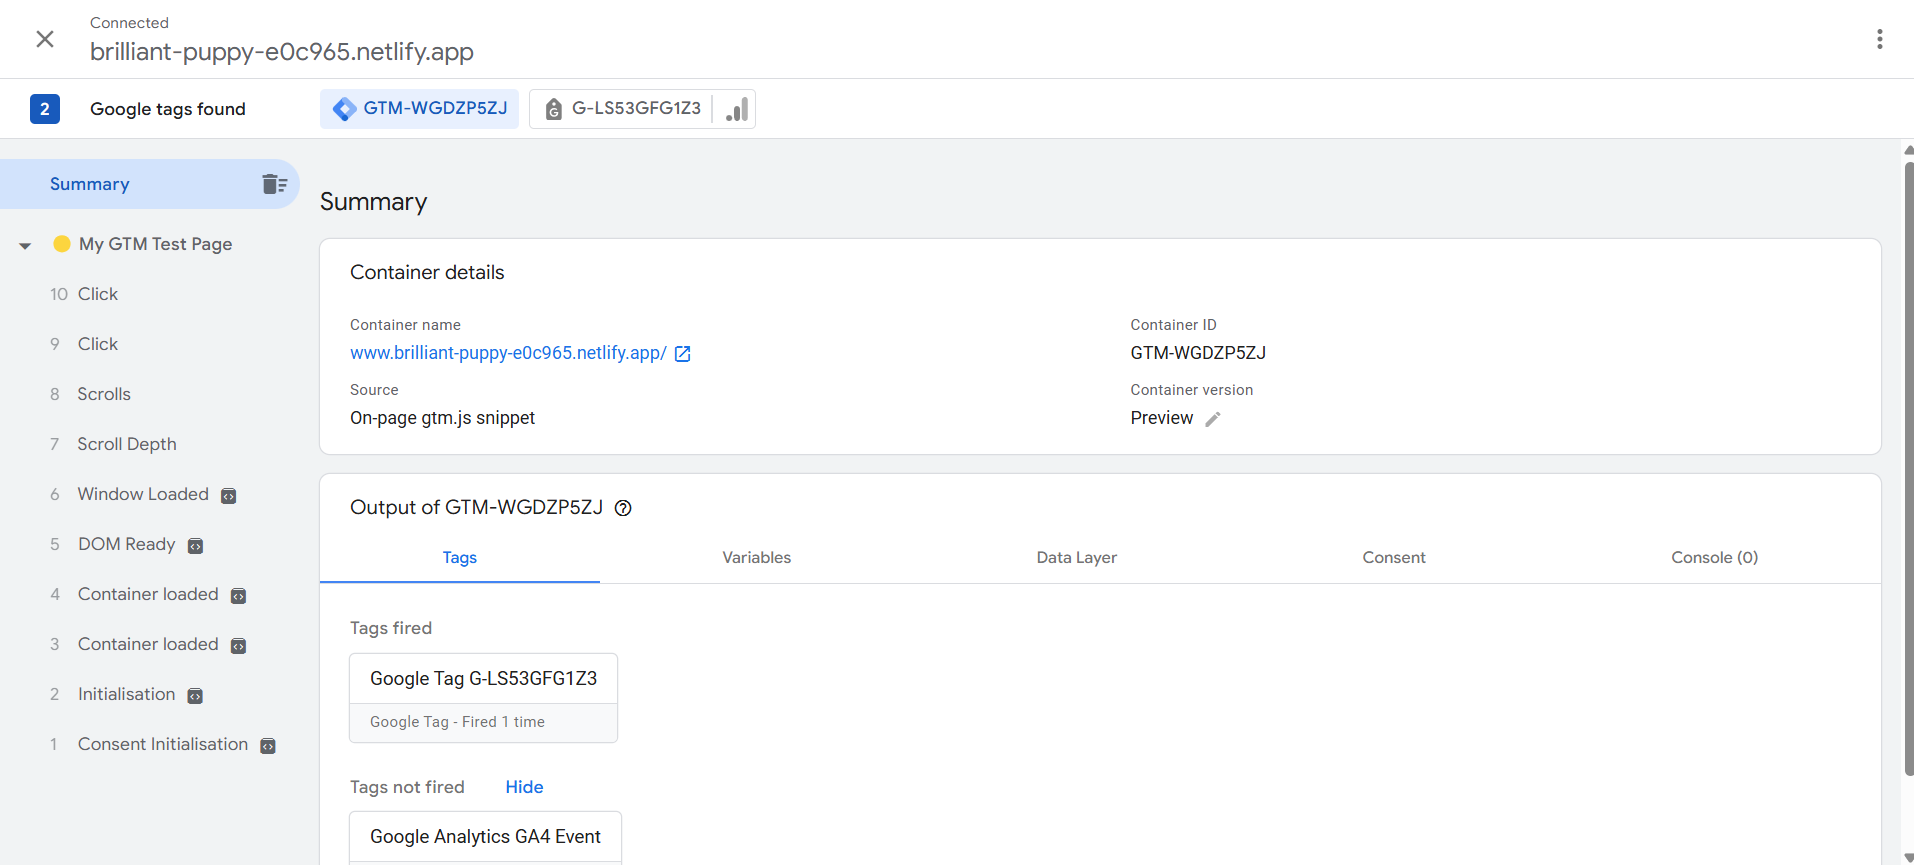 Connected
brilliant-puppy-e0c965.netlify.app
2 Google tags found GTM-WGDZP5ZJ G-LS53GFG1Z3
Summary
My GTM Test Page
10 Click
9 Click
8 Scrolls
7 Scroll Depth
6 Window Loaded
5 DOM Ready
4 Container loaded
3 Container loaded
2 Initialisation
1 Consent Initialisation
Summary
Container details
Container name
www.brilliant-puppy-e0c965.netlify.app/
Container ID
GTM-WGDZP5ZJ
Source
On-page gtm.js snippet
Container version
Preview
Output of GTM-WGDZP5ZJ
Tags Variables Data Layer Consent Console (0)
Tags fired
Google Tag G-LS53GFG1Z3
Google Tag - Fired 1 time
Tags not fired Hide
Google Analytics GA4 Event